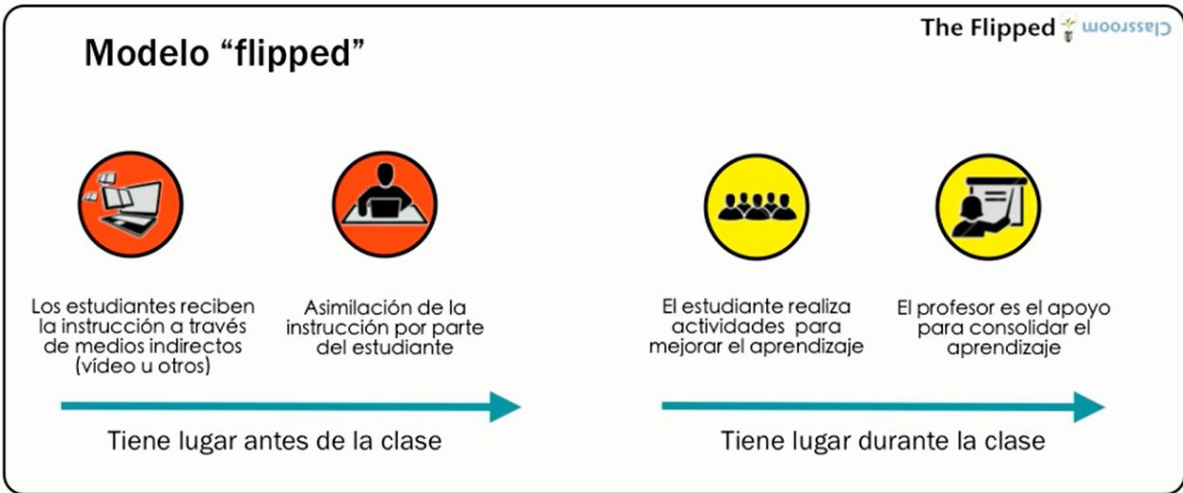 The Flipped Classroom
Modelo “flipped”
Los estudiantes reciben
la instrucción a través
de medios indirectos
(vídeo u otros)
Asimilación de la
instrucción por parte
del estudiante
Tiene lugar antes de la clase
El estudiante realiza
actividades para
mejorar el aprendizaje
El profesor es el apoyo
para consolidar el
aprendizaje
Tiene lugar durante la clase